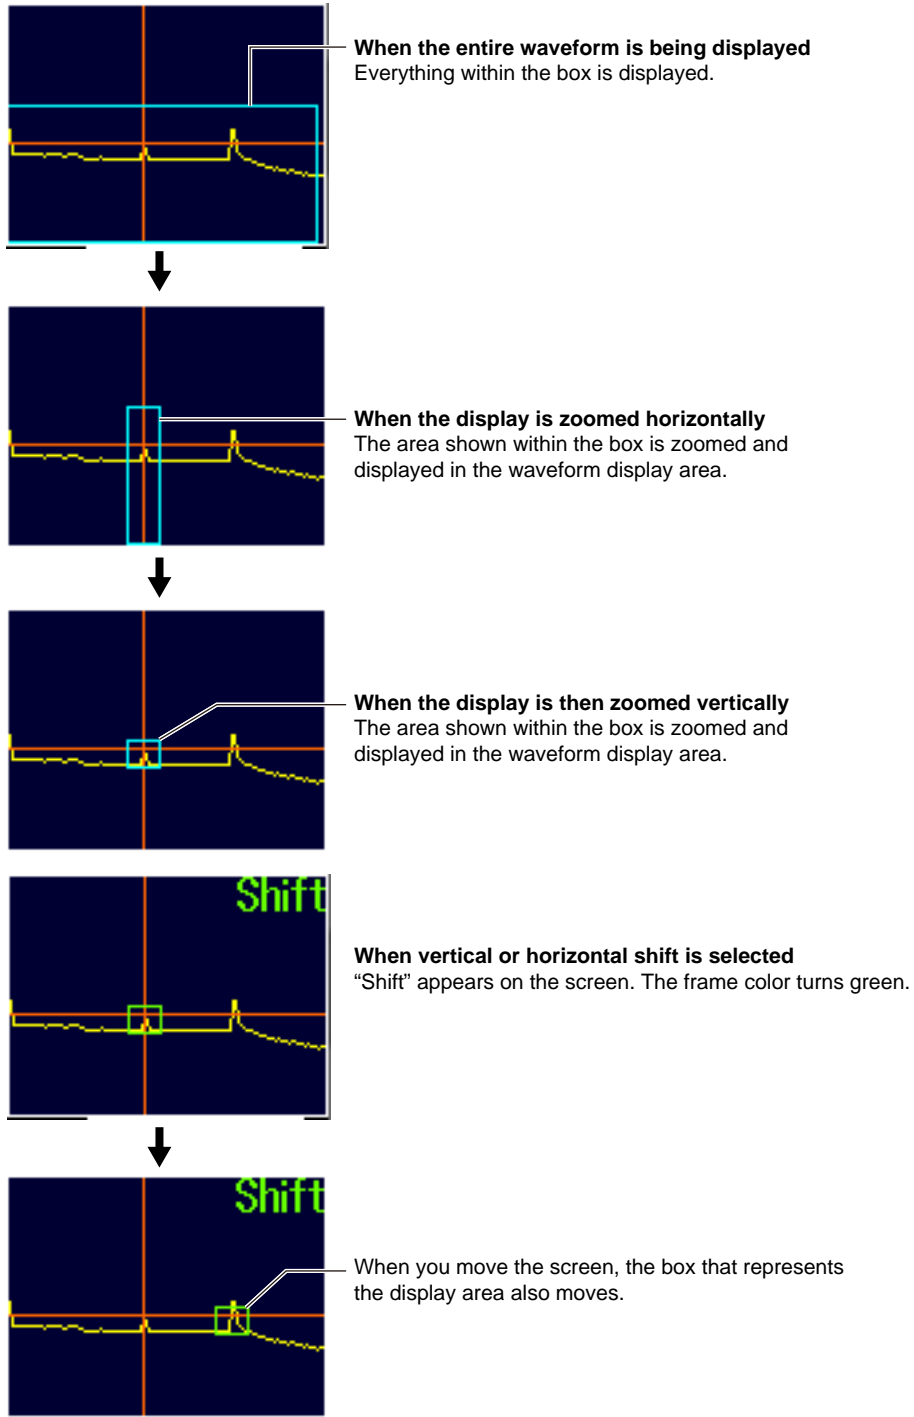 When the entire waveform is being displayed
Everything within the box is displayed.
When the display is zoomed horizontally
The area shown within the box is zoomed and
displayed in the waveform display area.
When the display is then zoomed vertically
The area shown within the box is zoomed and
displayed in the waveform display area.
Shift
When vertical or horizontal shift is selected
“Shift” appears on the screen. The frame color turns green.
Shift
When you move the screen, the box that represents
the display area also moves.